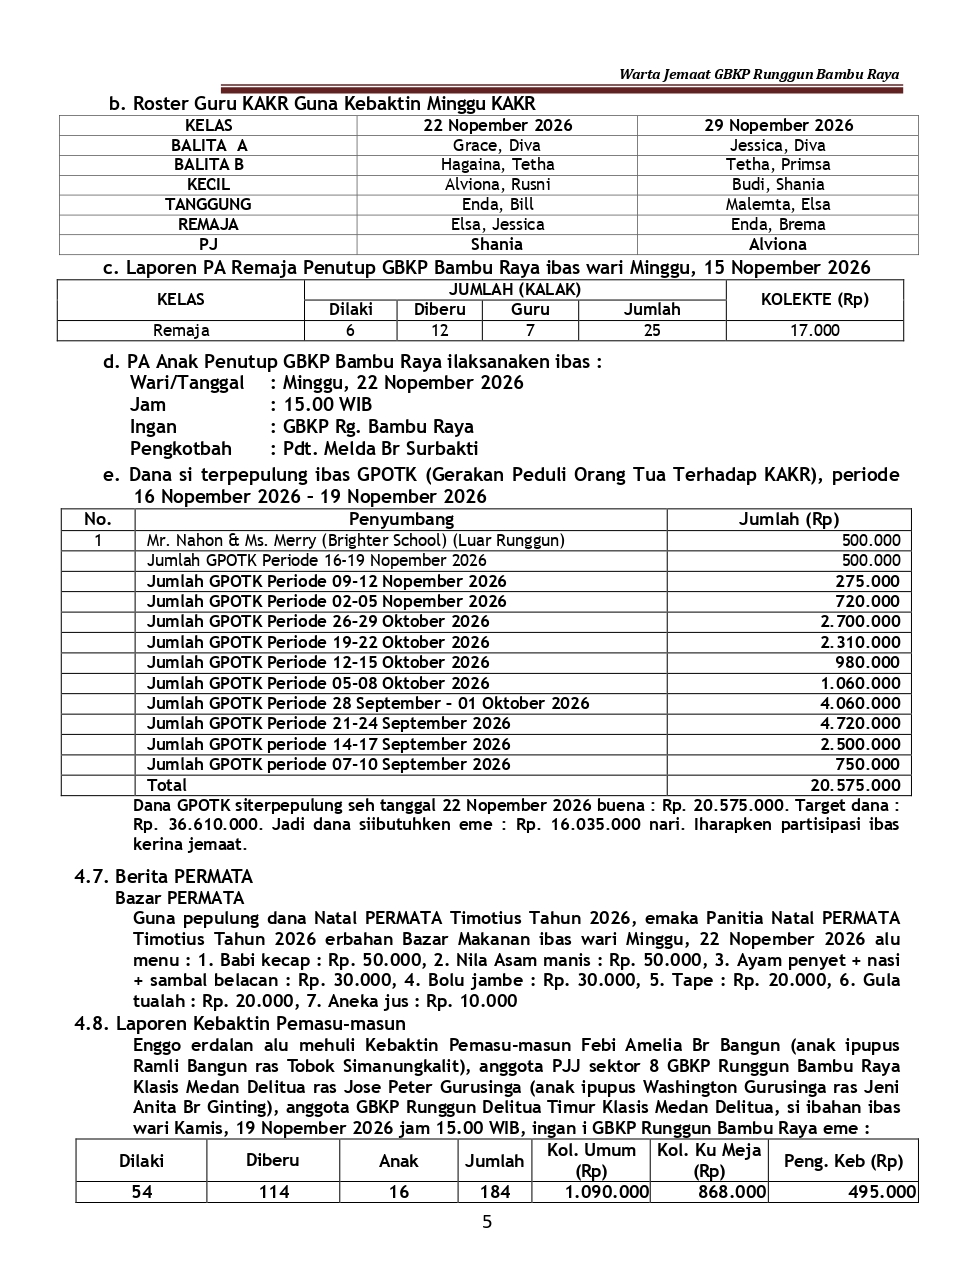 Warta Jemaat GBKP Runggun Bambu Raya
b. Roster Guru KAKR Guna Kebaktin Minggu KAKR
KELAS 22 Nopember 2026 29 Nopember 2026
BALITA A Grace, Diva Jessica, Diva
BALITA B Hagaina, Tetha Tetha, Primsa
KECIL Alviona, Rusni Budi, Shania
TANGGUNG Enda, Bill Malemta, Elsa
REMAJA Elsa, Jessica Enda, Brema
PJ Shania Alviona
c. Laporen PA Remaja Penutup GBKP Bambu Raya ibas wari Minggu, 15 Nopember 2026
KELAS JUMLAH (KALAK) KOLEKTE (Rp)
Dilaki Diberu Guru Jumlah
Remaja 6 12 7 25 17.000
d. PA Anak Penutup GBKP Bambu Raya ilaksanaken ibas :
Wari/Tanggal : Minggu, 22 Nopember 2026
Jam : 15.00 WIB
Ingan : GBKP Rg. Bambu Raya
Pengkotbah : Pdt. Melda Br Surbakti
e. Dana si terpepulung ibas GPOTK (Gerakan Peduli Orang Tua Terhadap KAKR), periode
16 Nopember 2026 – 19 Nopember 2026
No. Penyumbang Jumlah (Rp)
1 Mr. Nahon & Ms. Merry (Brighter School) (Luar Runggun) 500.000
Jumlah GPOTK Periode 16-19 Nopember 2026 500.000
Jumlah GPOTK Periode 09-12 Nopember 2026 275.000
Jumlah GPOTK Periode 02-05 Nopember 2026 720.000
Jumlah GPOTK Periode 26-29 Oktober 2026 2.700.000
Jumlah GPOTK Periode 19-22 Oktober 2026 2.310.000
Jumlah GPOTK Periode 12-15 Oktober 2026 980.000
Jumlah GPOTK Periode 05-08 Oktober 2026 1.060.000
Jumlah GPOTK Periode 28 September – 01 Oktober 2026 4.060.000
Jumlah GPOTK Periode 21-24 September 2026 4.720.000
Jumlah GPOTK periode 14-17 September 2026 2.500.000
Jumlah GPOTK periode 07-10 September 2026 750.000
Total 20.575.000
Dana GPOTK siterpepulung seh tanggal 22 Nopember 2026 buena : Rp. 20.575.000. Target dana :
Rp. 36.610.000. Jadi dana siibutuhken eme : Rp. 16.035.000 nari. Iharapken partisipasi ibas
kerina jemaat.
4.7. Berita PERMATA
Bazar PERMATA
Guna pepulung dana Natal PERMATA Timotius Tahun 2026, emaka Panitia Natal PERMATA
Timotius Tahun 2026 erbahan Bazar Makanan ibas wari Minggu, 22 Nopember 2026 alu
menu : 1. Babi kecap : Rp. 50.000, 2. Nila Asam manis : Rp. 50.000, 3. Ayam penyet + nasi
+ sambal belacan : Rp. 30.000, 4. Bolu jambe : Rp. 30.000, 5. Tape : Rp. 20.000, 6. Gula
tualah : Rp. 20.000, 7. Aneka jus : Rp. 10.000
4.8. Laporen Kebaktin Pemasu-masun
Enggo erdalan alu mehuli Kebaktin Pemasu-masun Febi Amelia Br Bangun (anak ipupus
Ramli Bangun ras Tobok Simanungkalit), anggota PJJ sektor 8 GBKP Runggun Bambu Raya
Klasis Medan Delitua ras Jose Peter Gurusinga (anak ipupus Washington Gurusinga ras Jeni
Anita Br Ginting), anggota GBKP Runggun Delitua Timur Klasis Medan Delitua, si ibahan ibas
wari Kamis, 19 Nopember 2026 jam 15.00 WIB, ingan i GBKP Runggun Bambu Raya eme :
Dilaki Diberu Anak Jumlah Kol. Umum (Rp) Kol. Ku Meja (Rp) Peng. Keb (Rp)
54 114 16 184 1.090.000 868.000 495.000
5